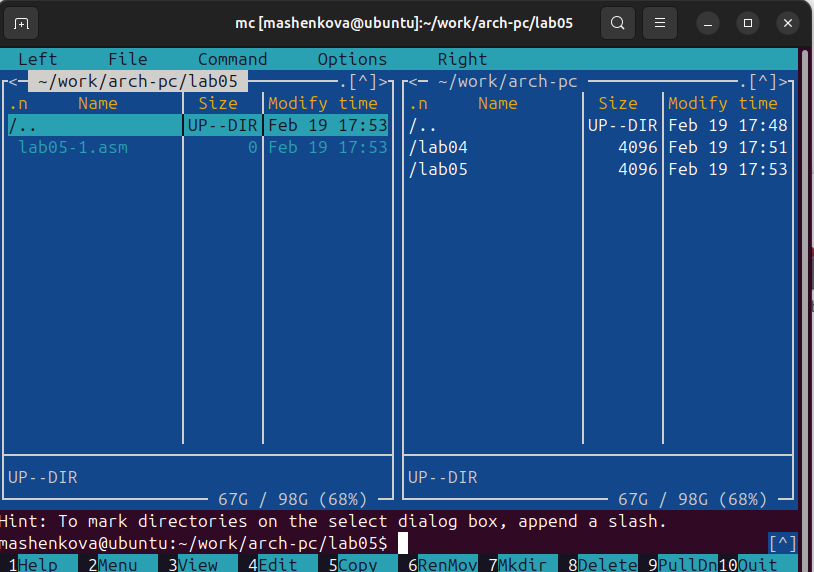 mc [mashenkova@ubuntu]:~/work/arch-pc/lab05
Left File Command Options Right
<─ ~/work/arch-pc/lab05 .[^]> <─ ~/work/arch-pc .[^]>
.n Name Size Modify time .n Name Size Modify time
/.. UP--DIR Feb 19 17:53 /.. UP--DIR Feb 19 17:48
lab05-1.asm 0 Feb 19 17:53 /lab04 4096 Feb 19 17:51
/lab05 4096 Feb 19 17:53
UP--DIR UP--DIR
67G / 98G (68%) 67G / 98G (68%)
Hint: To mark directories on the select dialog box, append a slash.
mashenkova@ubuntu:~/work/arch-pc/lab05$ [^]
1Help 2Menu 3View 4Edit 5Copy 6RenMov 7Mkdir 8Delete 9PullDn 10Quit